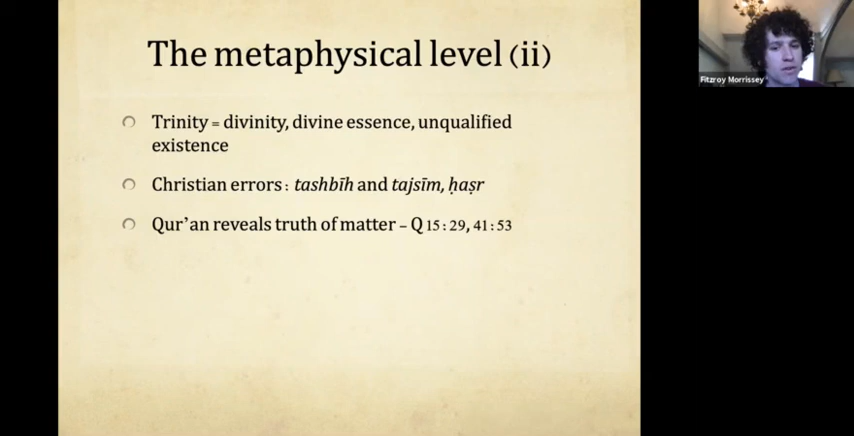 The metaphysical level (ii)
Trinity = divinity, divine essence, unqualified
existence
Christian errors: tashbīh and tajsīm, ḥaṣr
Qur’an reveals truth of matter – Q 15:29, 41:53
Fitzroy Morrissey